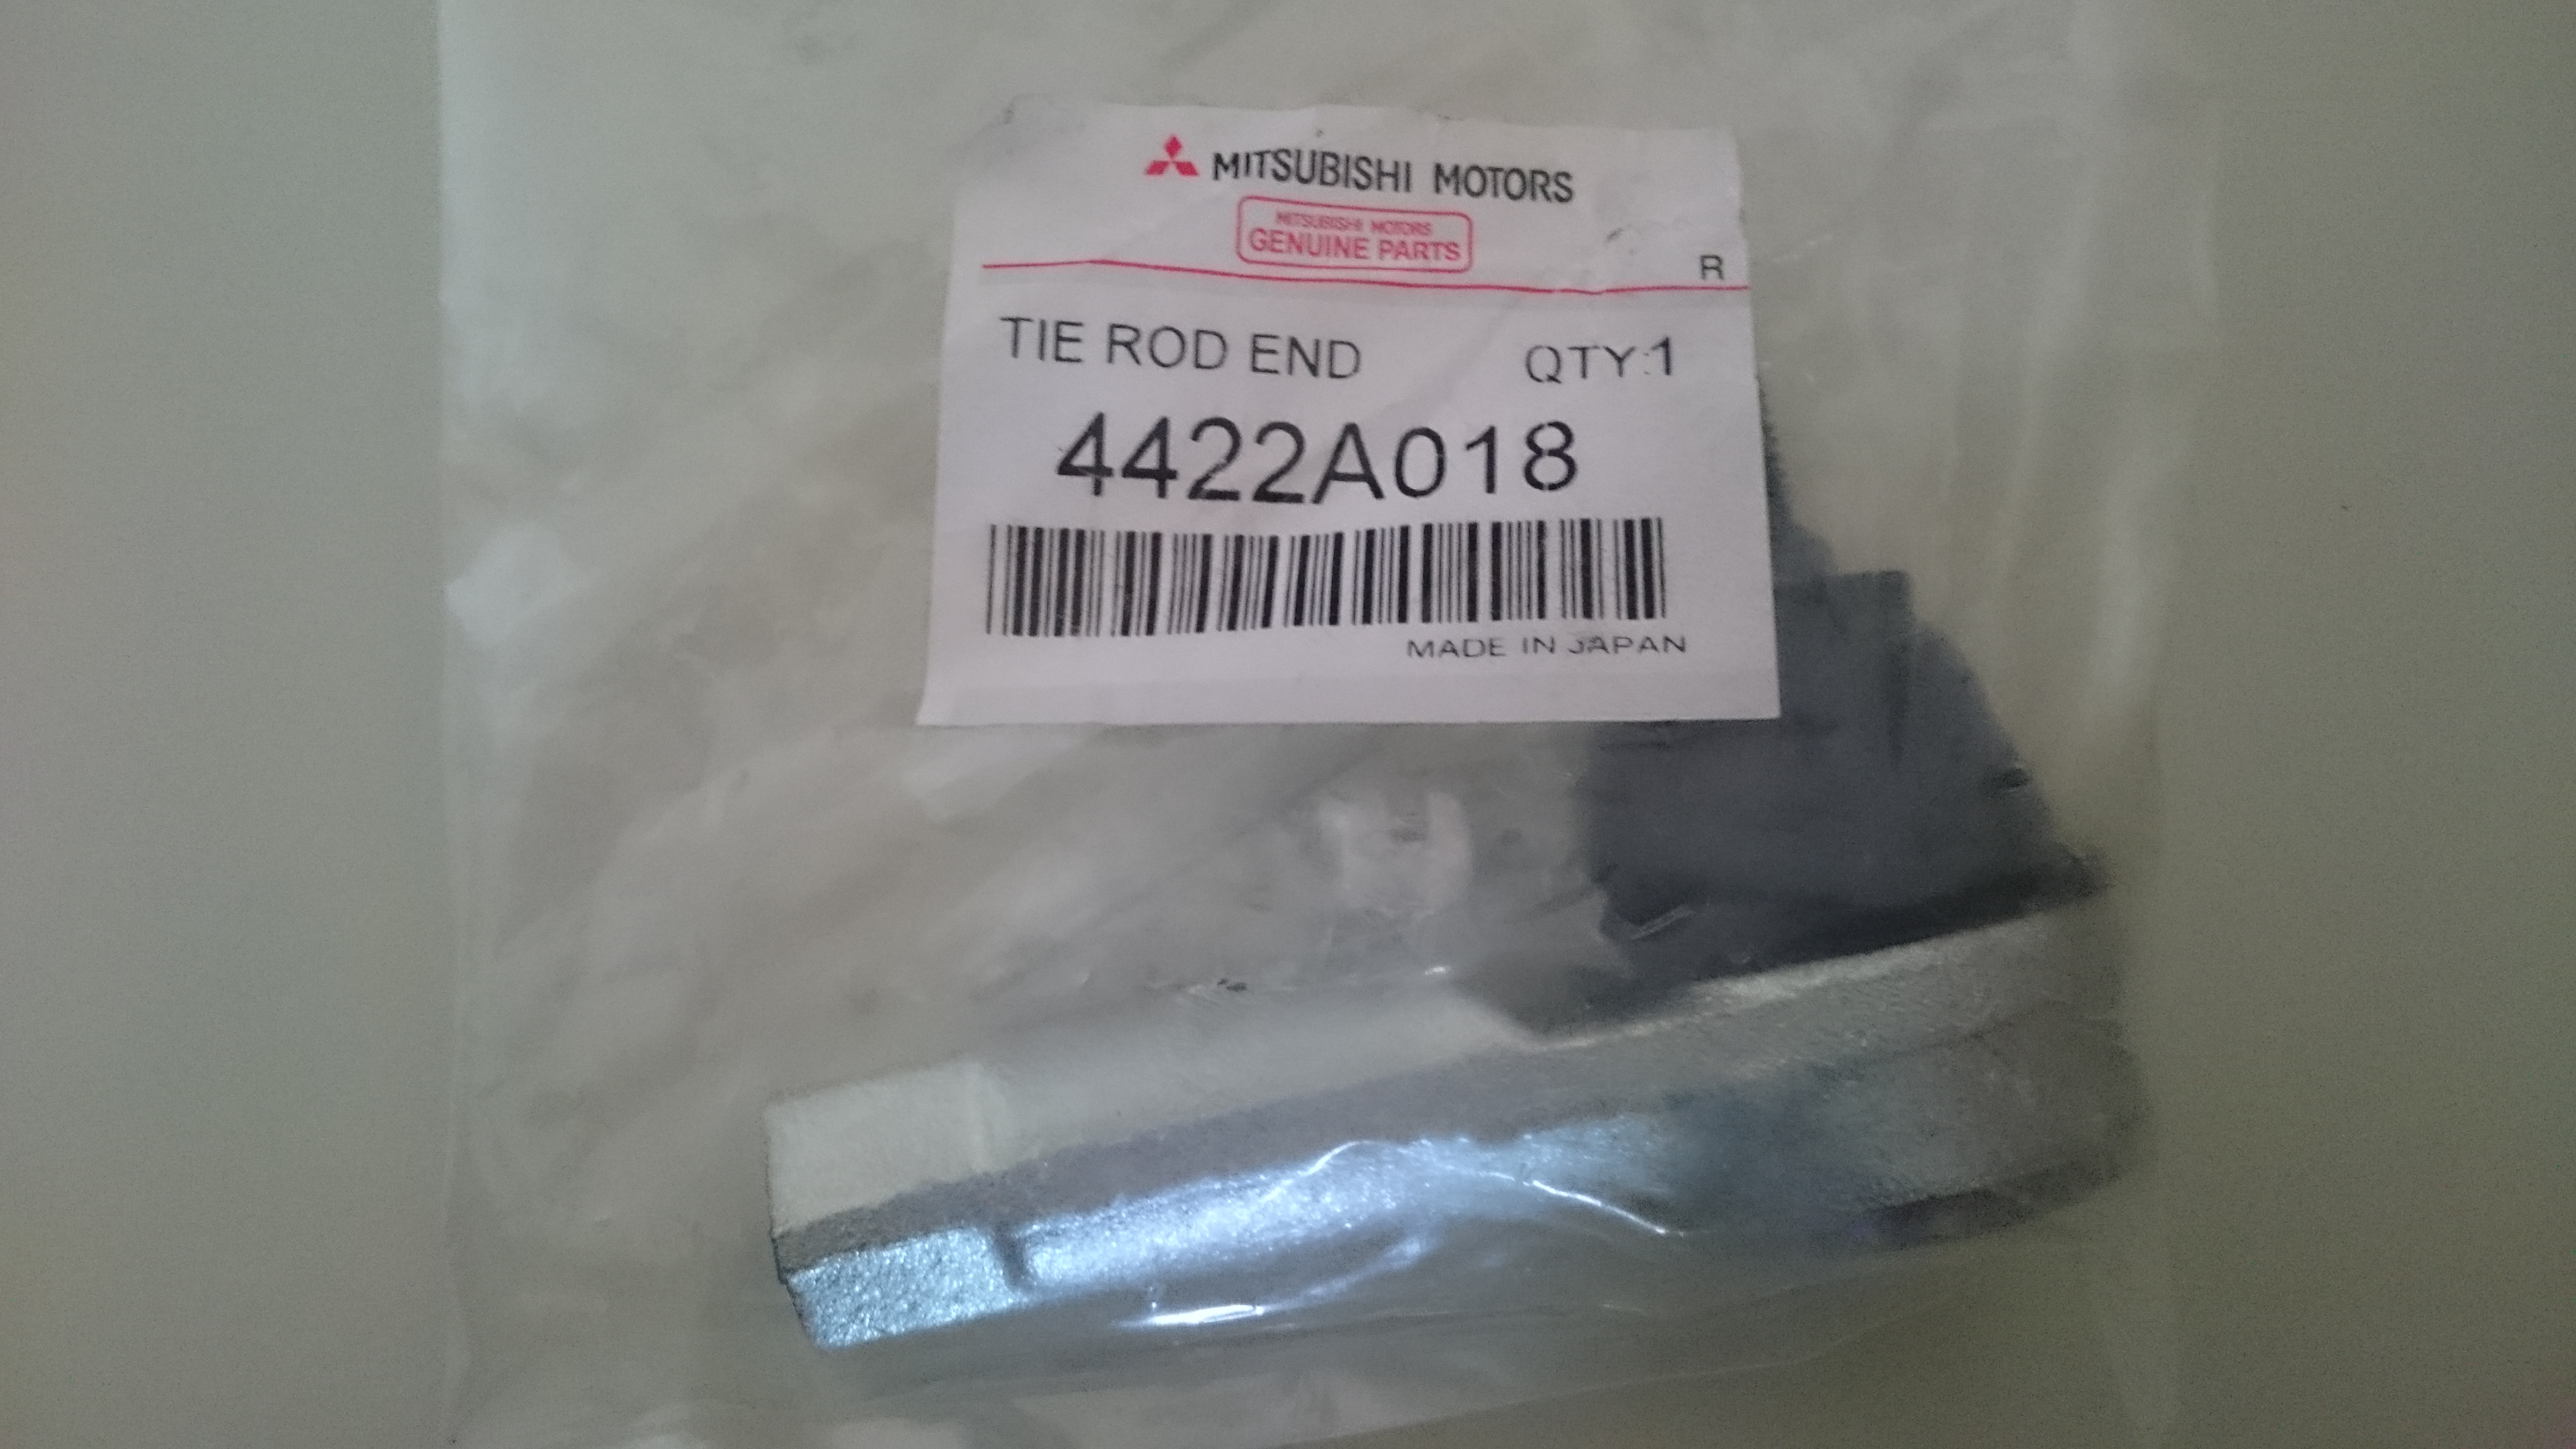 MITSUBISHI MOTORS
MITSUBISHI MOTORS
GENUINE PARTS
R
TIE ROD END QTY:1
4422A018
MADE IN JAPAN